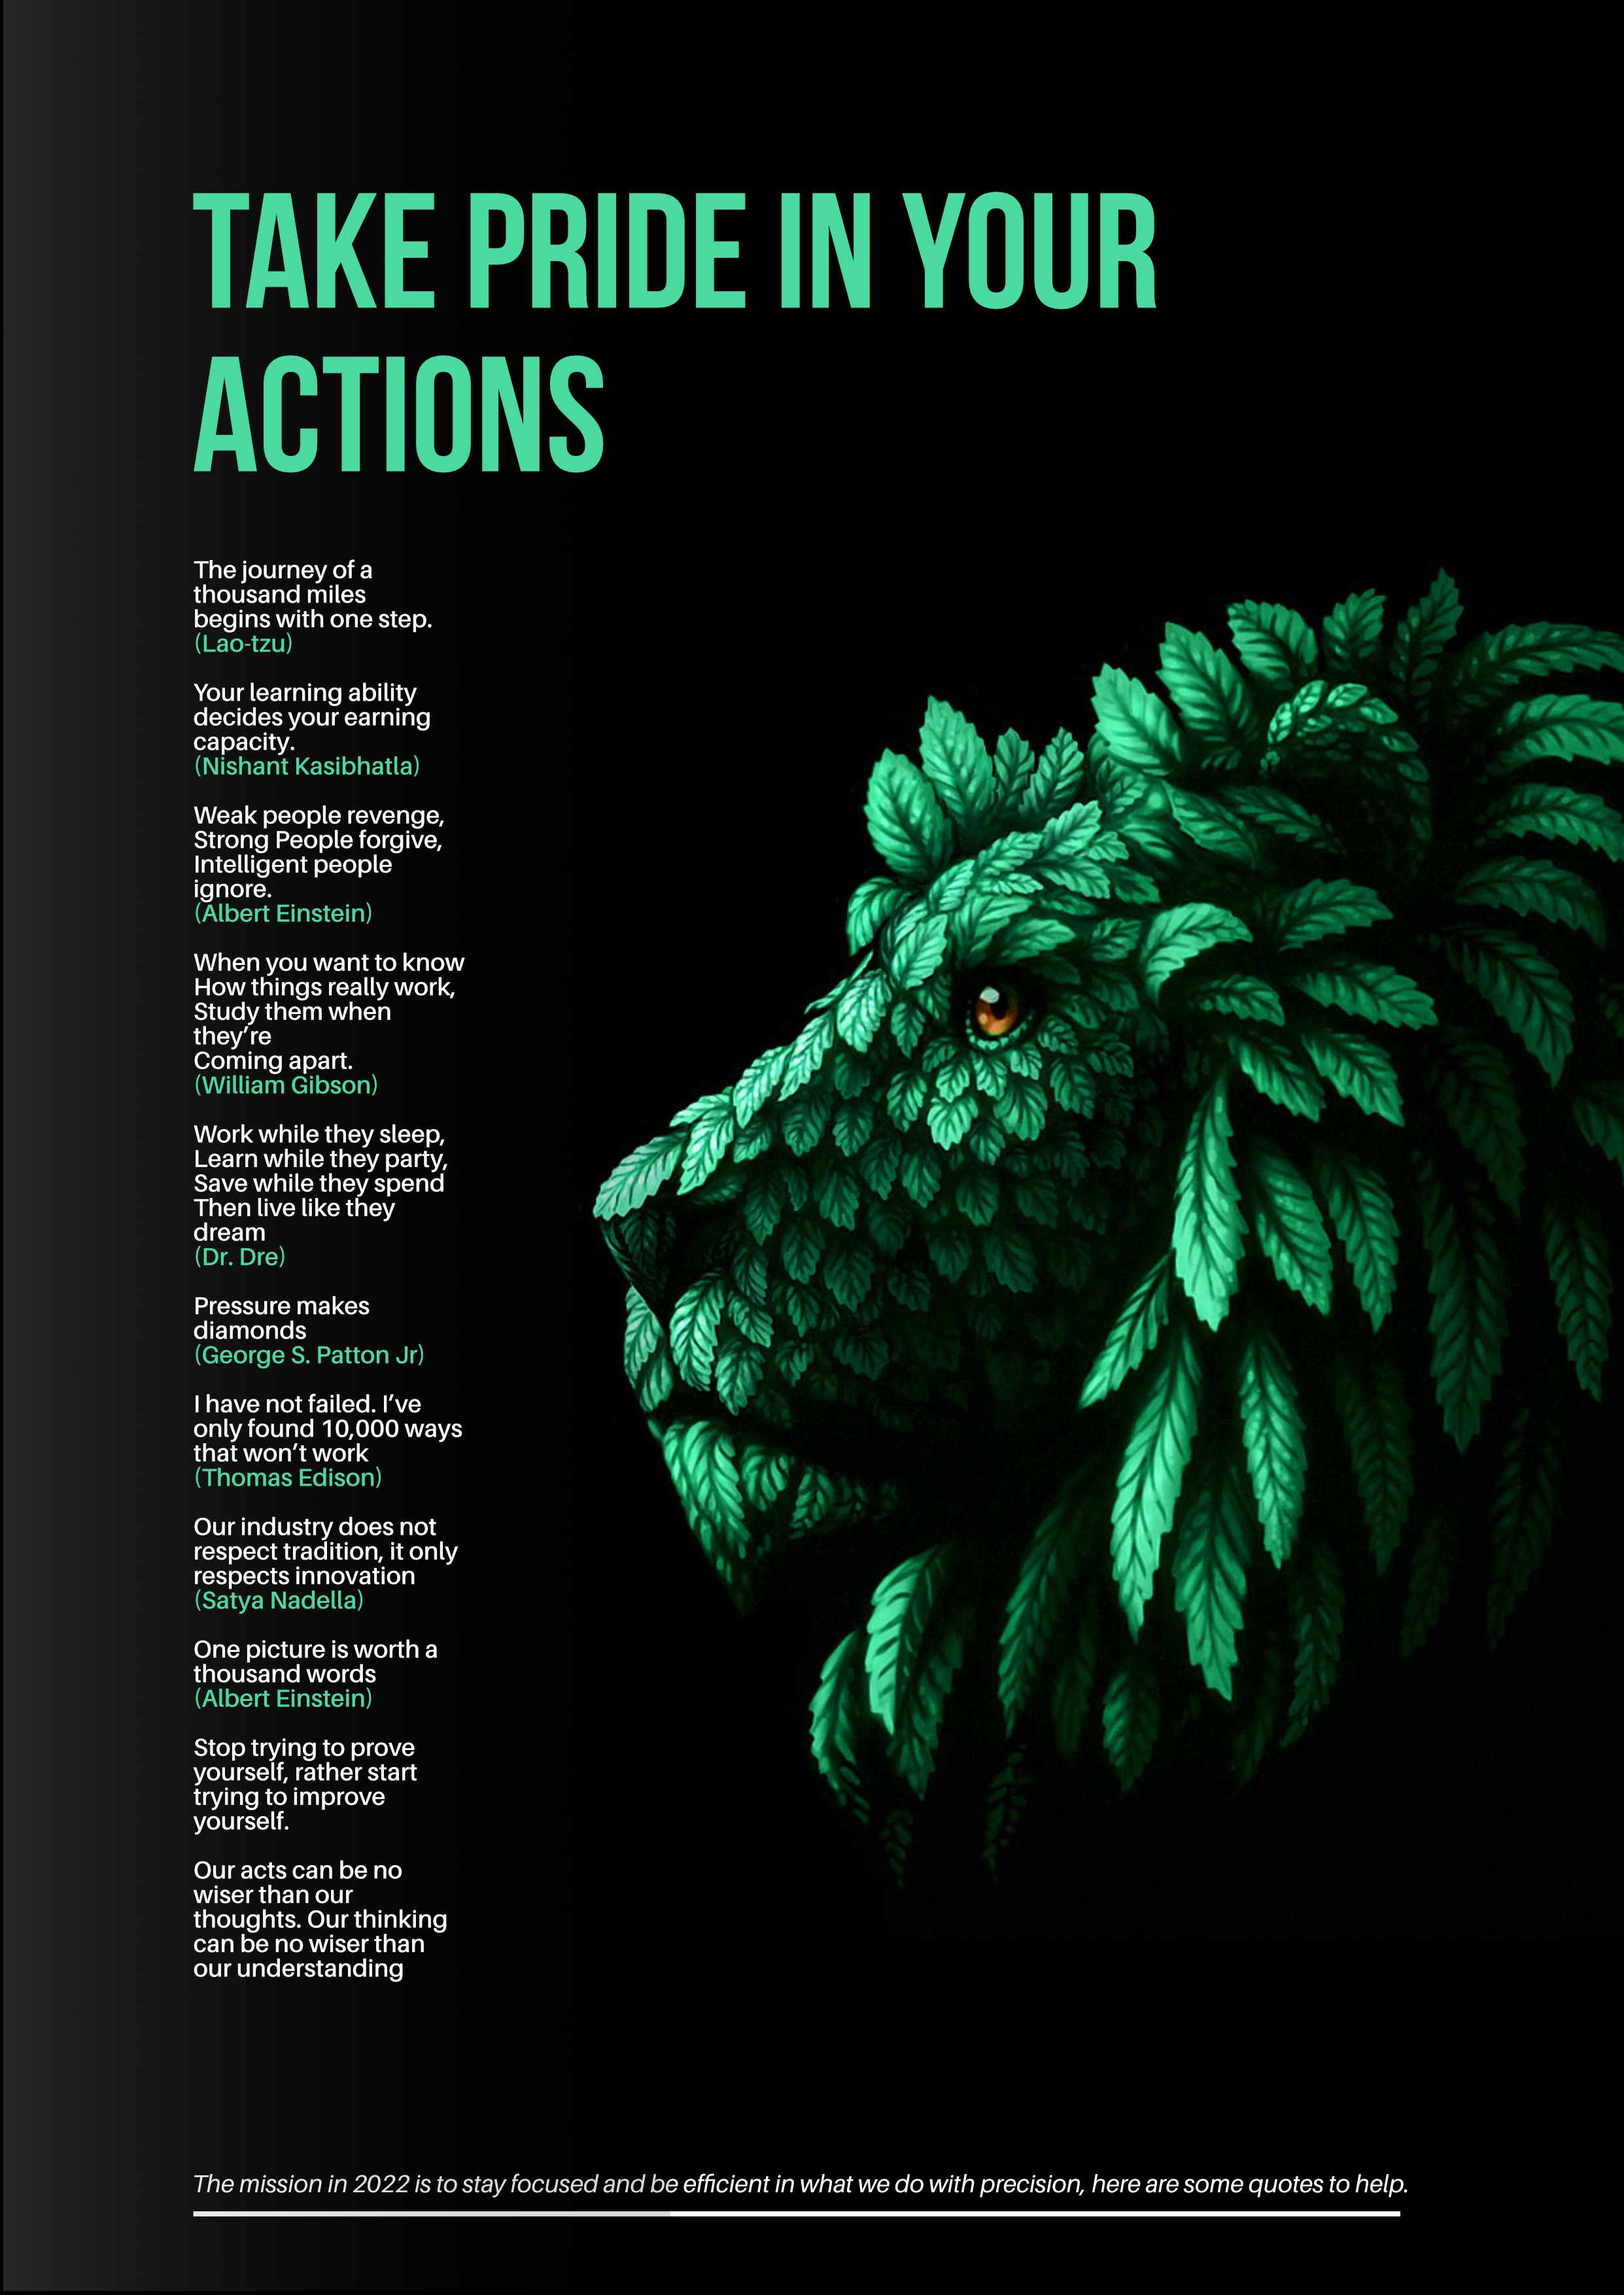 TAKE PRIDE IN YOUR
ACTIONS
The journey of a
thousand miles
begins with one step.
(Lao-tzu)
Your learning ability
decides your earning
capacity.
(Nishant Kasibhatla)
Weak people revenge,
Strong People forgive,
Intelligent people
ignore.
(Albert Einstein)
When you want to know
How things really work,
Study them when
they’re
Coming apart.
(William Gibson)
Work while they sleep,
Learn while they party,
Save while they spend
Then live like they
dream
(Dr. Dre)
Pressure makes
diamonds
(George S. Patton Jr)
I have not failed. I’ve
only found 10,000 ways
that won’t work
(Thomas Edison)
Our industry does not
respect tradition, it only
respects innovation
(Satya Nadella)
One picture is worth a
thousand words
(Albert Einstein)
Stop trying to prove
yourself, rather start
trying to improve
yourself.
Our acts can be no
wiser than our
thoughts. Our thinking
can be no wiser than
our understanding
The mission in 2022 is to stay focused and be efficient in what we do with precision, here are some quotes to help.